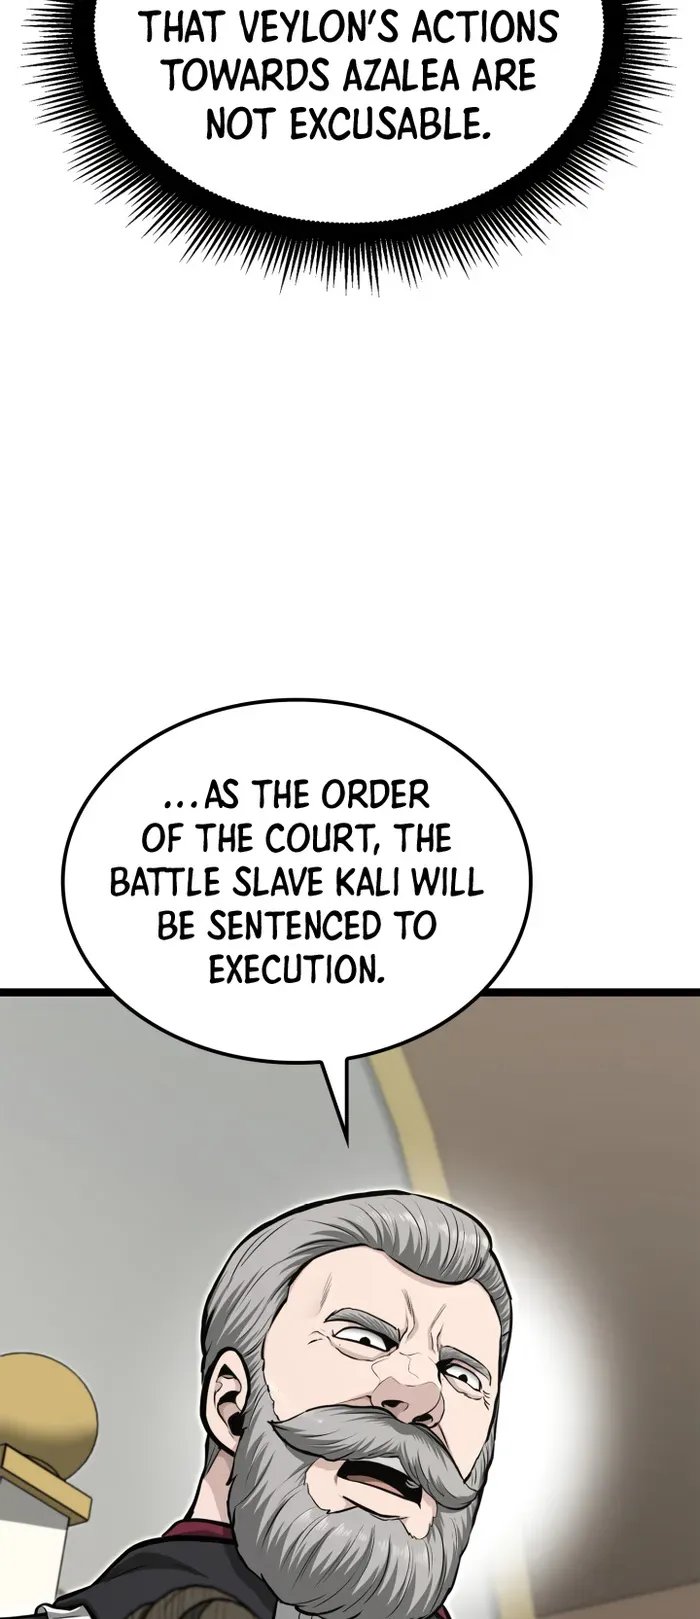 THAT VEYLON'S ACTIONS
TOWARDS AZALEA ARE
NOT EXCUSABLE.
...AS THE ORDER
OF THE COURT, THE
BATTLE SLAVE KALI WILL
BE SENTENCED TO
EXECUTION.